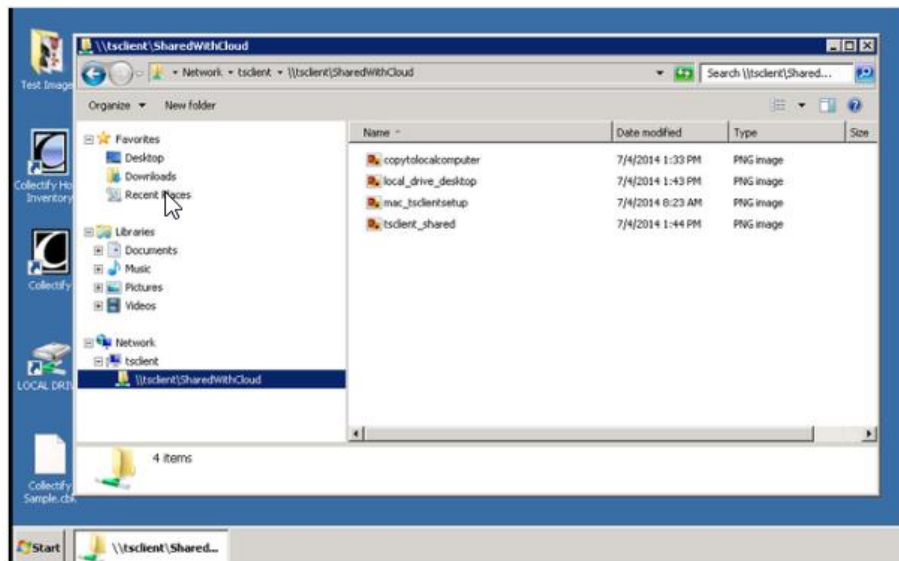 Test Image
\\tsclient\SharedWithCloud
Network tsclient \\tsclient\SharedWithCloud
Search \\tsclient\Shared...
Organize New folder
Favorites
Desktop
Downloads
Recent Places
Libraries
Documents
Music
Pictures
Videos
Network
tsclient
\\tsclient\SharedWithCloud
Name Date modified Type Size
copytolocalcomputer 7/4/2014 1:33 PM PNG image
local_drive_desktop 7/4/2014 1:43 PM PNG image
mac_tsclientsetup 7/4/2014 8:23 AM PNG image
tsclient_shared 7/4/2014 1:44 PM PNG image
4 items
Collectify Ho
Inventory
Collectify
LOCAL DRI
Collectify
Sample.cbk
Start
\\tsclient\Shared...